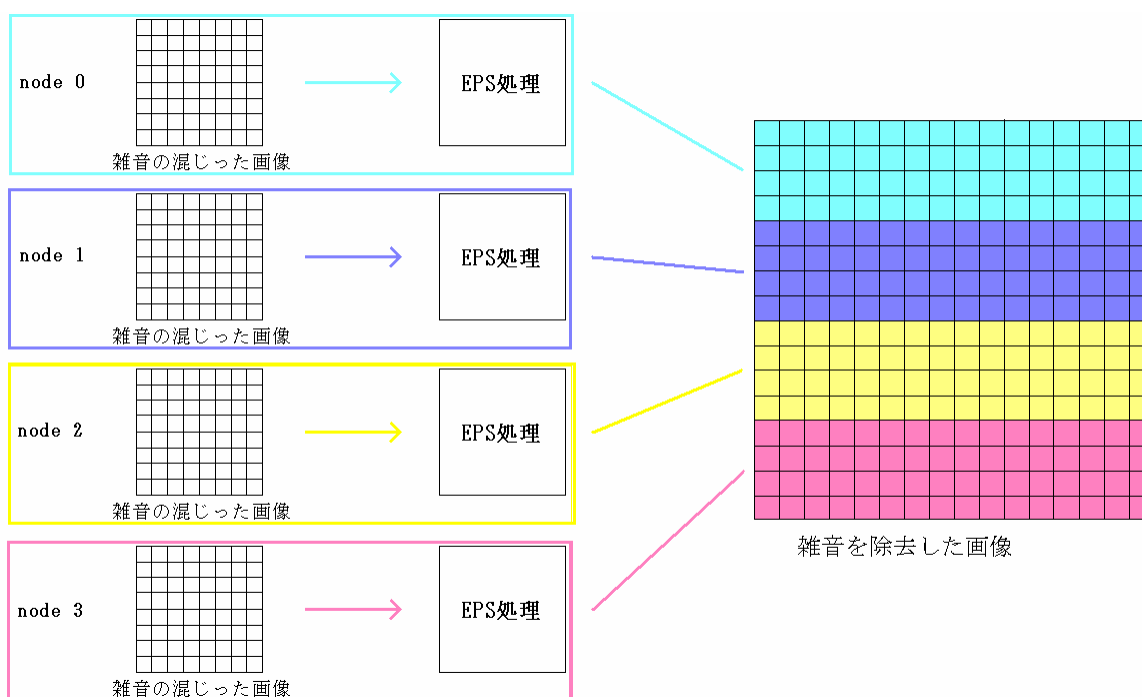 node 0
EPS処理
雑音の混じった画像
node 1
EPS処理
雑音の混じった画像
node 2
EPS処理
雑音の混じった画像
node 3
EPS処理
雑音の混じった画像
雑音を除去した画像